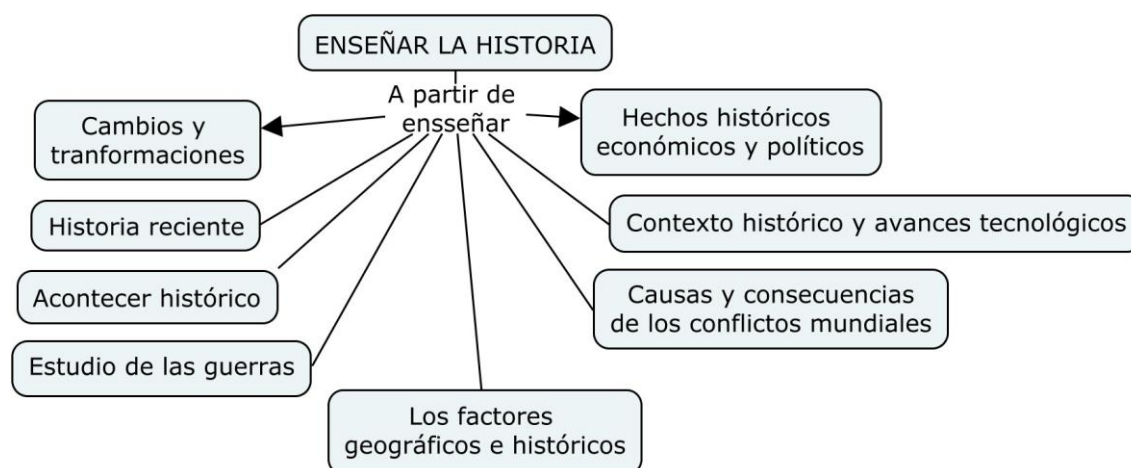 ENSEÑAR LA HISTORIA
A partir de
ensseñar
Cambios y
tranformaciones
Hechos históricos
económicos y políticos
Historia reciente
Contexto histórico y avances tecnológicos
Acontecer histórico
Causas y consecuencias
de los conflictos mundiales
Estudio de las guerras
Los factores
geográficos e históricos